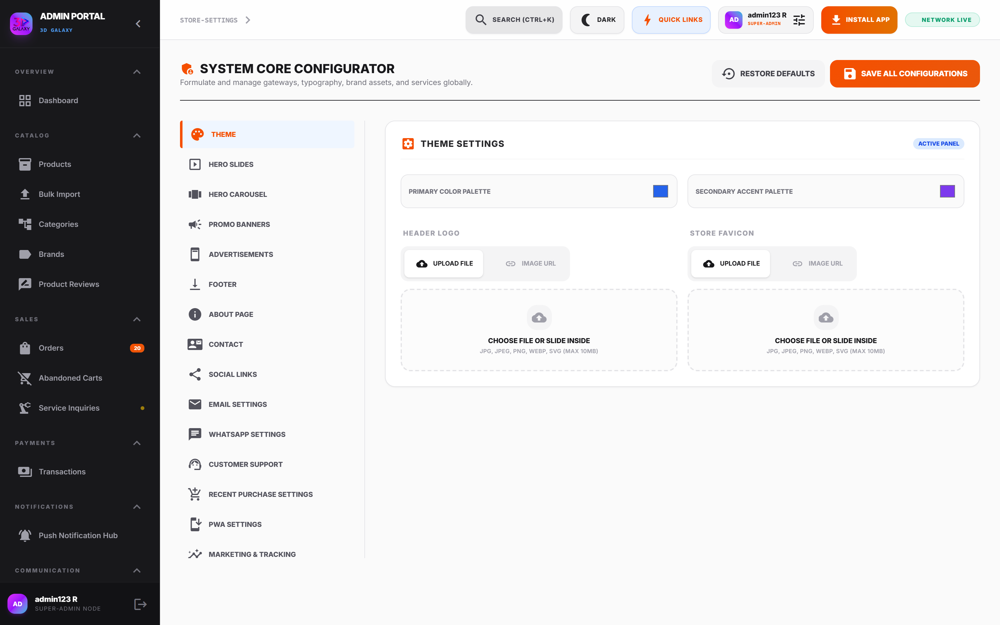 3D
GALAXY
ADMIN PORTAL
3D GALAXY
OVERVIEW
Dashboard
CATALOG
Products
Bulk Import
Categories
Brands
Product Reviews
SALES
Orders
20
Abandoned Carts
Service Inquiries
PAYMENTS
Transactions
NOTIFICATIONS
Push Notification Hub
COMMUNICATION
AD
admin123 R
SUPER-ADMIN NODE
STORE-SETTINGS
SEARCH (CTRL+K)
DARK
QUICK LINKS
AD
admin123 R
SUPER-ADMIN
INSTALL APP
NETWORK LIVE
SYSTEM CORE CONFIGURATOR
Formulate and manage gateways, typography, brand assets, and services globally.
RESTORE DEFAULTS
SAVE ALL CONFIGURATIONS
THEME
HERO SLIDES
HERO CAROUSEL
PROMO BANNERS
ADVERTISEMENTS
FOOTER
ABOUT PAGE
CONTACT
SOCIAL LINKS
EMAIL SETTINGS
WHATSAPP SETTINGS
CUSTOMER SUPPORT
RECENT PURCHASE SETTINGS
PWA SETTINGS
MARKETING & TRACKING
THEME SETTINGS
ACTIVE PANEL
PRIMARY COLOR PALETTE
SECONDARY ACCENT PALETTE
HEADER LOGO
UPLOAD FILE
IMAGE URL
CHOOSE FILE OR SLIDE INSIDE
JPG, JPEG, PNG, WEBP, SVG (MAX 10MB)
STORE FAVICON
UPLOAD FILE
IMAGE URL
CHOOSE FILE OR SLIDE INSIDE
JPG, JPEG, PNG, WEBP, SVG (MAX 10MB)